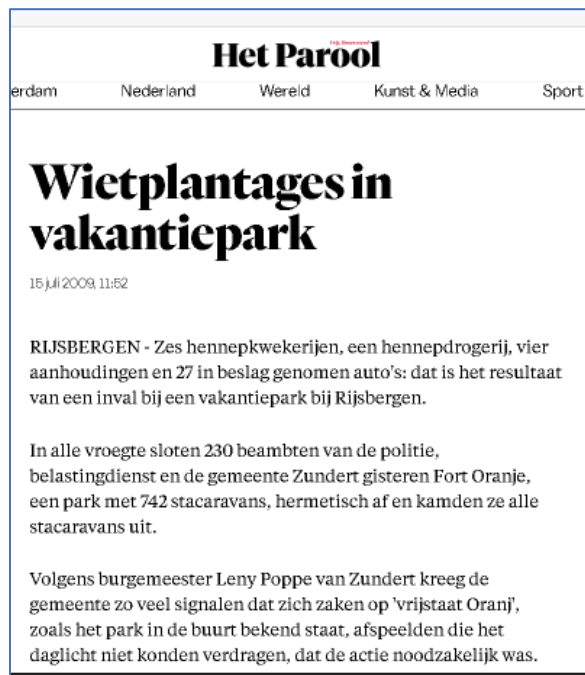 Het Parool
erdam Nederland Wereld Kunst & Media Sport
Wietplantages in
vakantiepark
15 juli 2009, 11:52
RIJSBERGEN - Zes hennepkwekerijen, een hennepdrogerij, vier
aanhoudingen en 27 in beslag genomen auto's: dat is het resultaat
van een inval bij een vakantiepark bij Rijsbergen.
In alle vroegte sloten 230 beambten van de politie,
belastingdienst en de gemeente Zundert gisteren Fort Oranje,
een park met 742 stacaravans, hermetisch af en kamden ze alle
stacaravans uit.
Volgens burgemeester Leny Poppe van Zundert kreeg de
gemeente zo veel signalen dat zich zaken op 'vrijstaat Oranj',
zoals het park in de buurt bekend staat, afspeelden die het
daglicht niet konden verdragen, dat de actie noodzakelijk was.